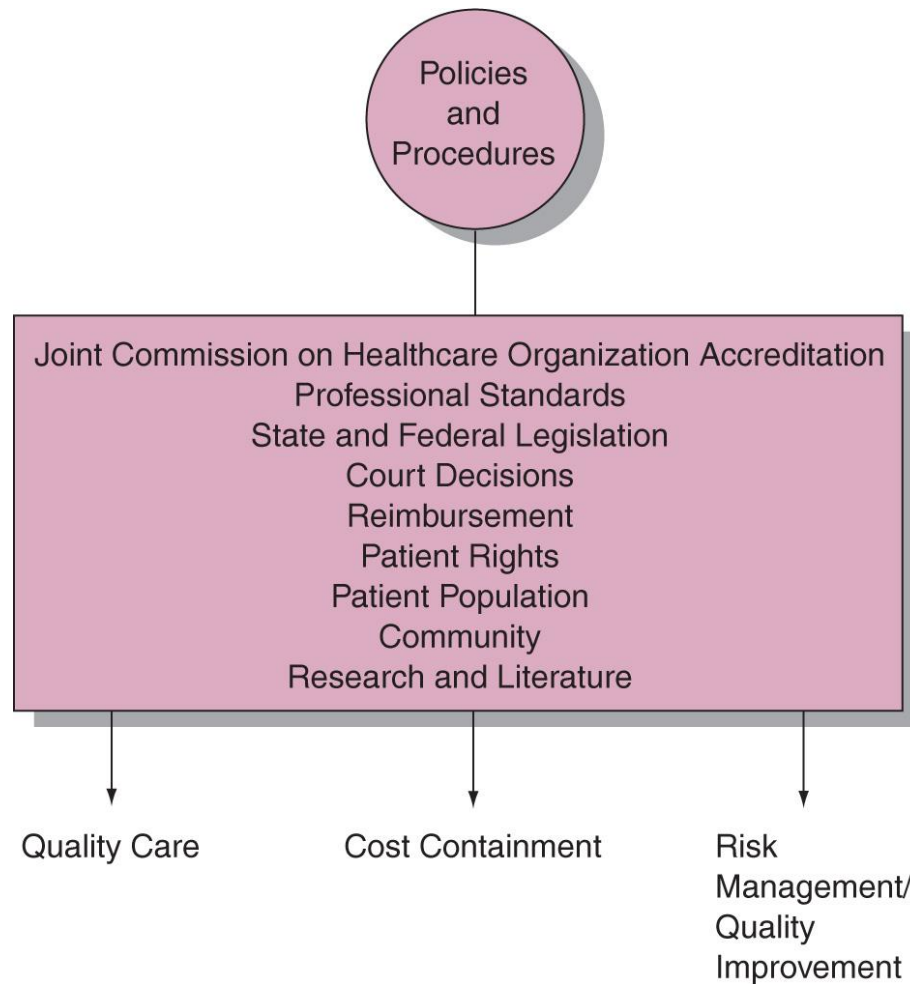 Policies
and
Procedures
Joint Commission on Healthcare Organization Accreditation
Professional Standards
State and Federal Legislation
Court Decisions
Reimbursement
Patient Rights
Patient Population
Community
Research and Literature
Quality Care
Cost Containment
Risk
Management/
Quality
Improvement